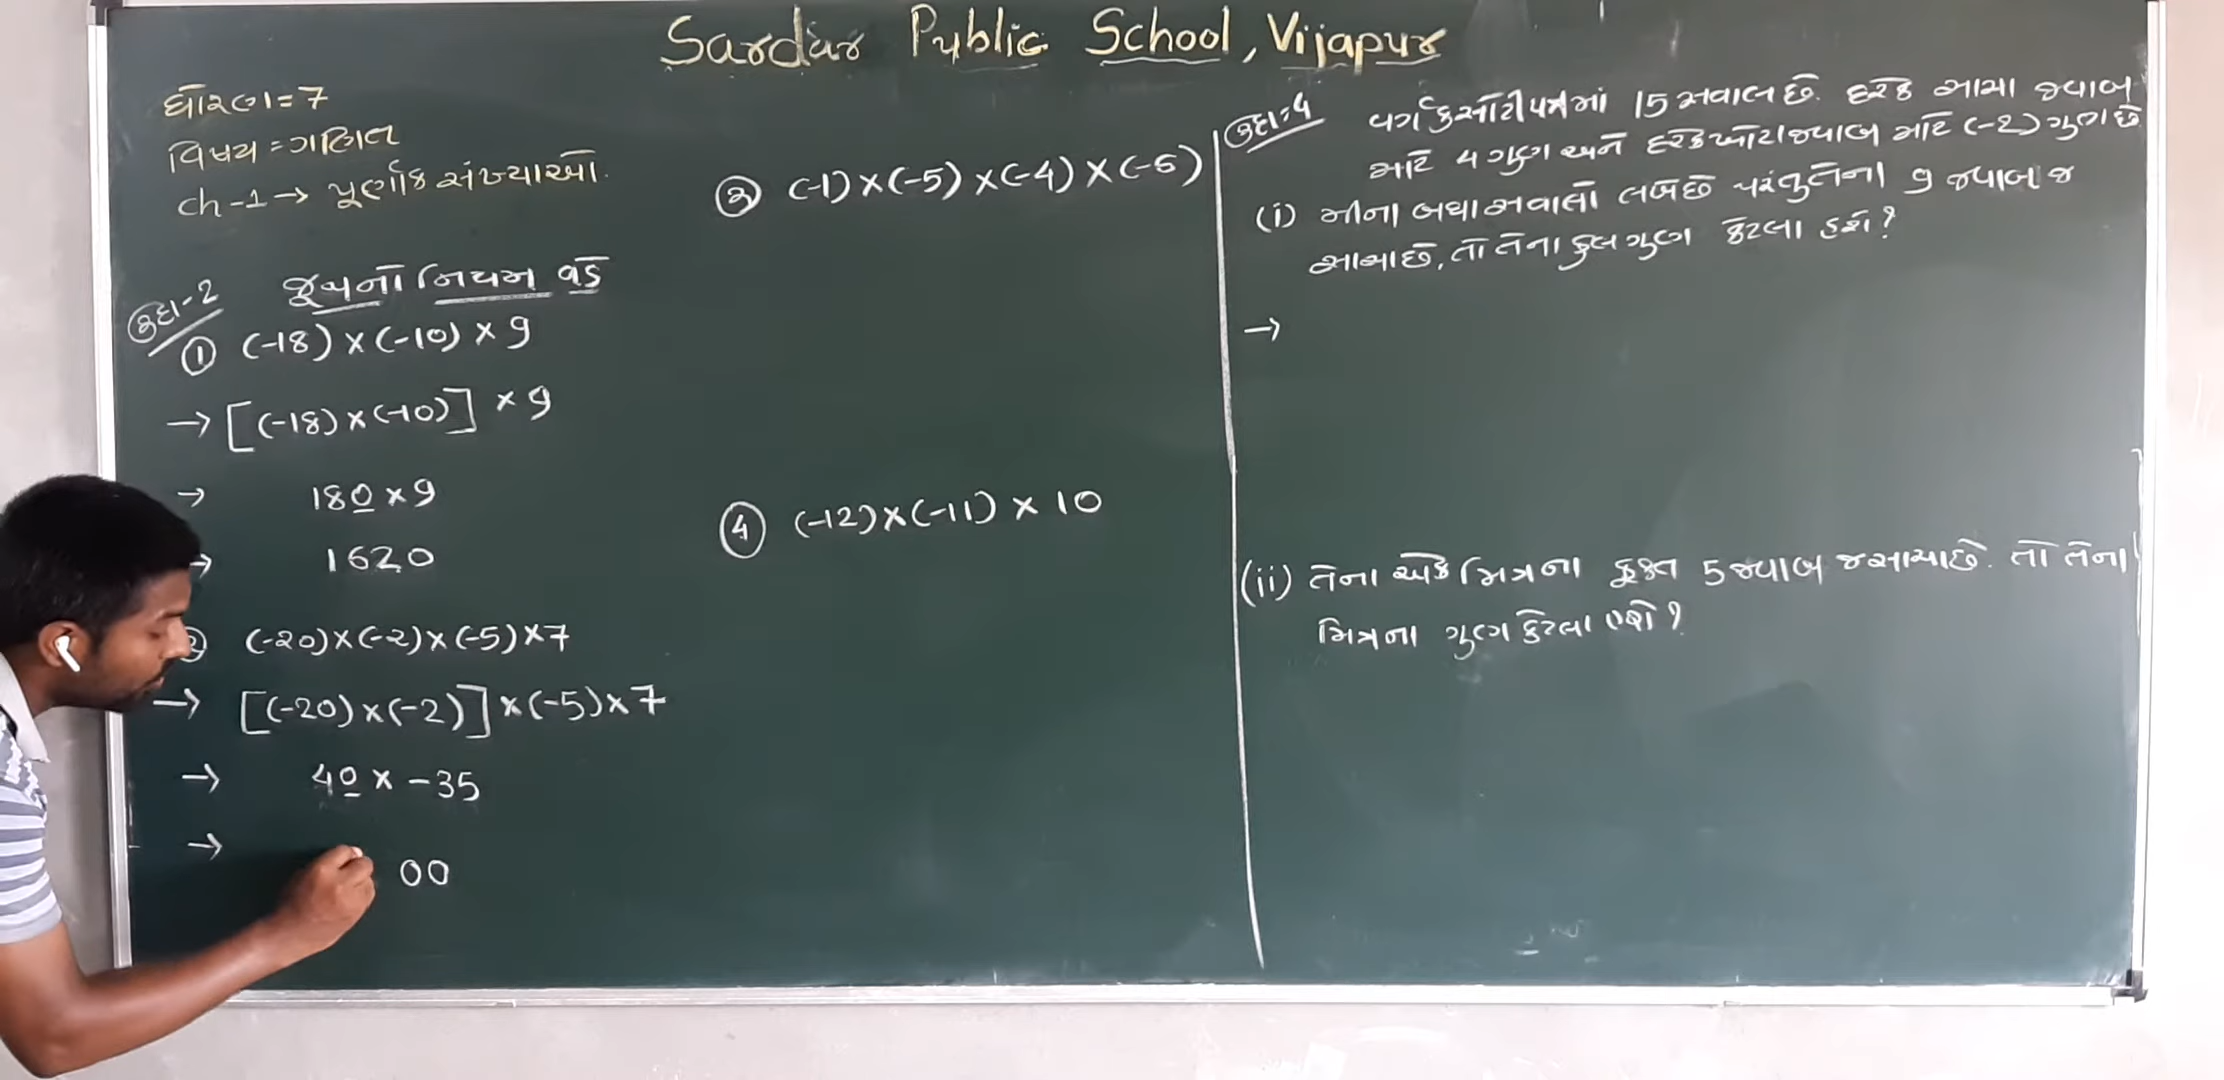 Sardar Public School, Vijapur
ધોરણ = 7
વિષય = ગણિત
ch-1 → પૂર્ણાંક સંખ્યાઓ.
ઉદા-2 જૂથનો નિયમ વડે
① (-18) × (-10) × 9
→ [(-18) × (-10)] × 9
→ 180 × 9
→ 1620
(-20) × (-2) × (-5) × 7
→ [(-20) × (-2)] × (-5) × 7
→ 40 × -35
→ 00
③ (-1) × (-5) × (-4) × (-6)
④ (-12) × (-11) × 10
ઉદા:4 વર્ગ કસોટીપત્રમાં 15 સવાલ છે. દરેક સાચા જવાબ
માટે 4 ગુણ અને દરેક ખોટા જવાબ માટે (-2) ગુણ છે
(i) મીના બધા સવાલો લખે છે પરંતુ તેના 9 જવાબ જ
સાચા છે, તો તેના કુલ ગુણ કેટલા હશે?
→
(ii) તેના એક મિત્રના ફક્ત 5 જવાબ જ સાચા છે. તો તેના
મિત્રના ગુણ કેટલા હશે?